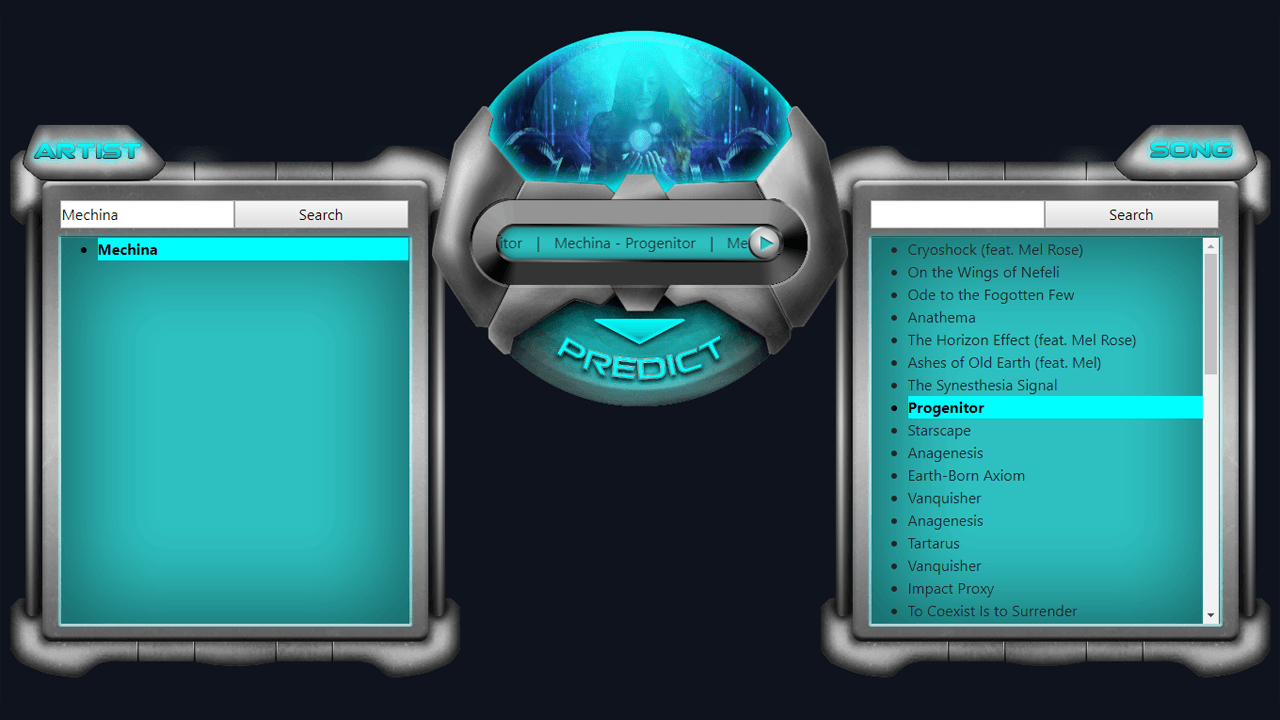 ARTIST
Mechina
Search
Mechina
itor | Mechina - Progenitor | Me
PREDICT
SONG
Search
Cryoshock (feat. Mel Rose)
On the Wings of Nefeli
Ode to the Fogotten Few
Anathema
The Horizon Effect (feat. Mel Rose)
Ashes of Old Earth (feat. Mel)
The Synesthesia Signal
Progenitor
Starscape
Anagenesis
Earth-Born Axiom
Vanquisher
Anagenesis
Tartarus
Vanquisher
Impact Proxy
To Coexist Is to Surrender